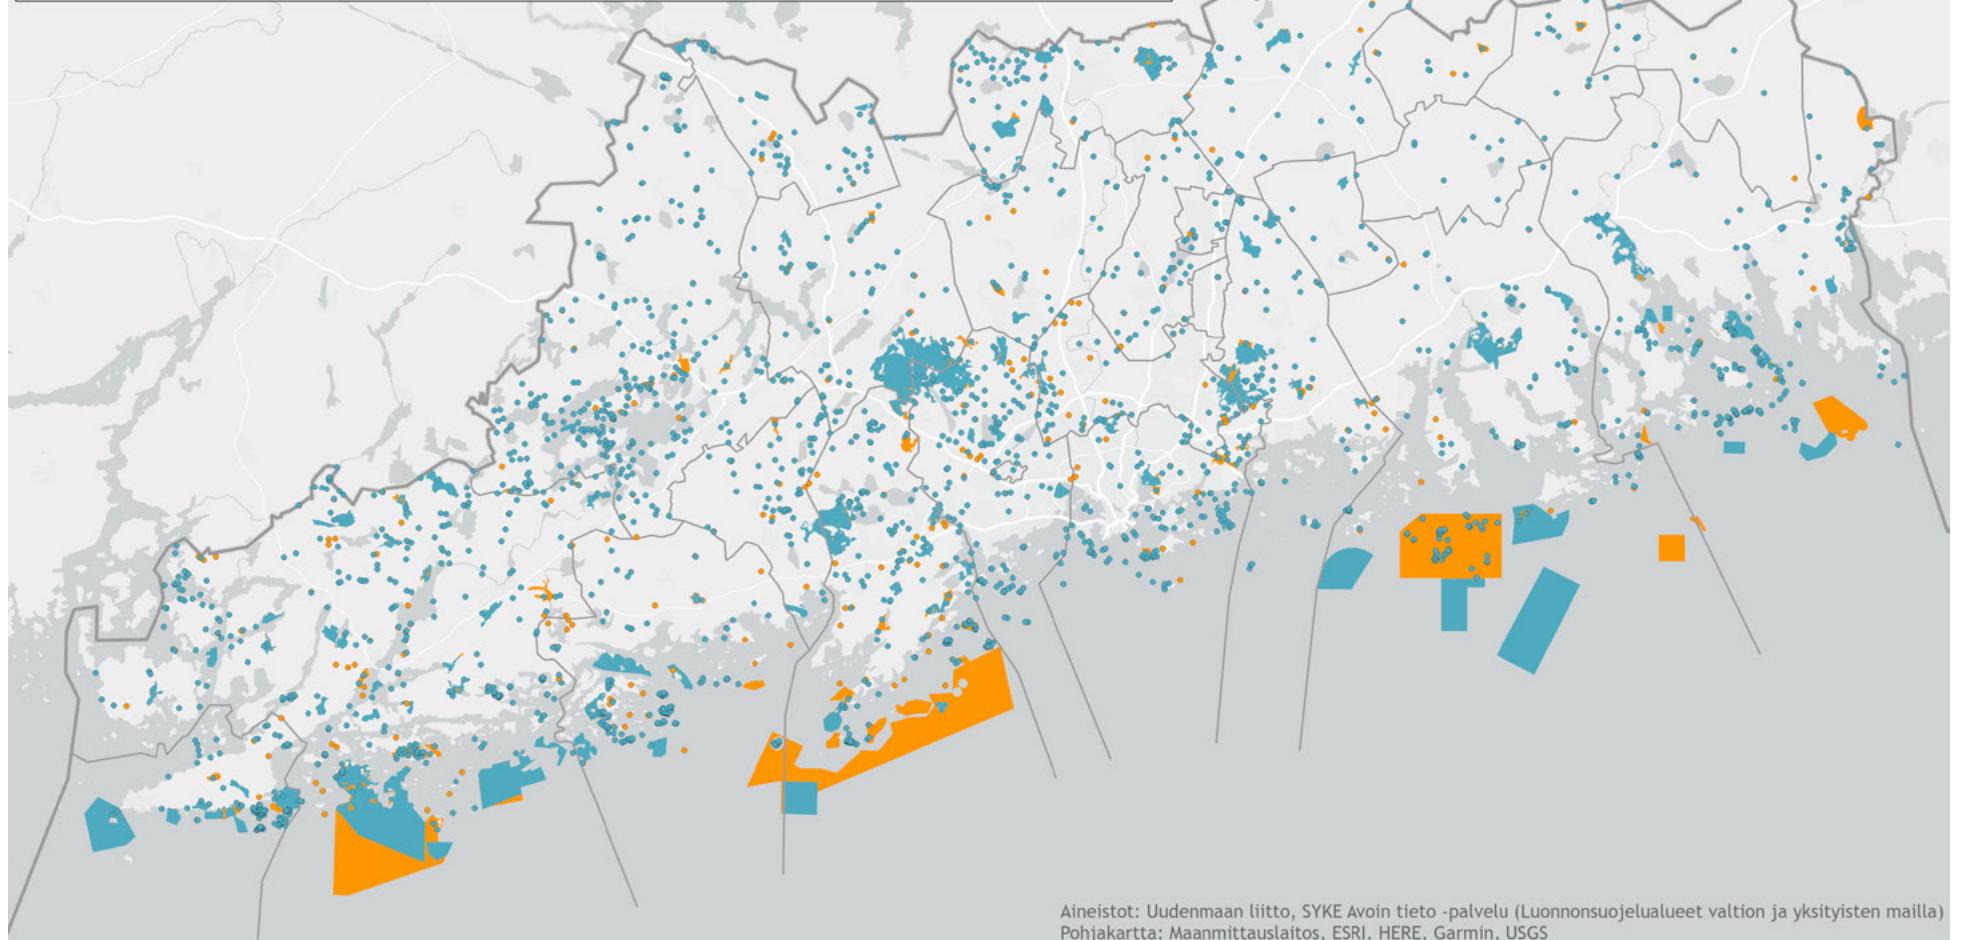 Aineistot: Uudenmaan liitto, SYKE Avoin tieto -palvelu (Luonnonsuojelualueet valtion ja yksityisten mailla)
Pohjakartta: Maanmittauslaitos, ESRI, HERE, Garmin, USGS